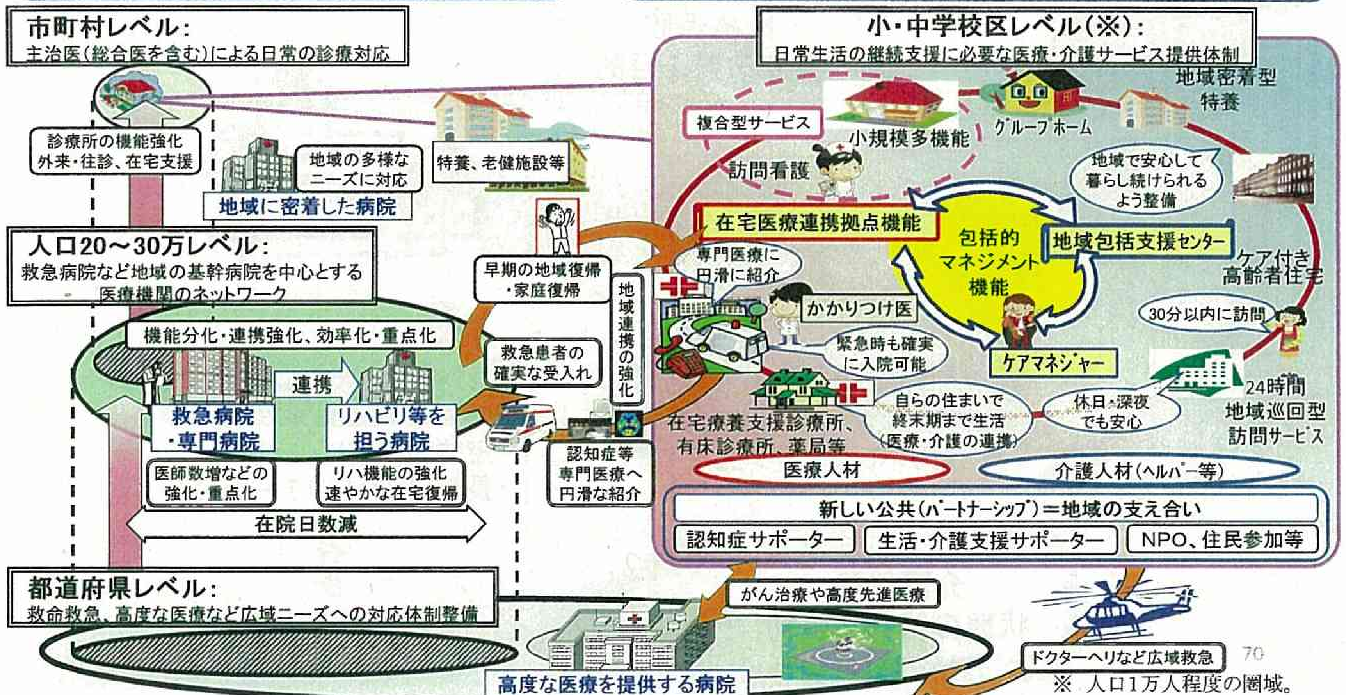 市町村レベル:
主治医(総合医を含む)による日常の診療対応
診療所の機能強化
外来・往診、在宅支援
地域の多様な
ニーズに対応
地域に密着した病院
特養、老健施設等
人口20~30万レベル:
救急病院など地域の基幹病院を中心とする
医療機関のネットワーク
機能分化・連携強化、効率化・重点化
連携
救急病院
・専門病院
リハビリ等を
担う病院
医師数増などの
強化・重点化
リハ機能の強化
速やかな在宅復帰
在院日数減
早期の地域復帰
・家庭復帰
地域連携の強化
救急患者の
確実な受入れ
認知症等
専門医療へ
円滑な紹介
都道府県レベル:
救命救急、高度な医療など広域ニーズへの対応体制整備
高度な医療を提供する病院
がん治療や高度先進医療
ドクターヘリなど広域救急
小・中学校区レベル(※):
日常生活の継続支援に必要な医療・介護サービス提供体制
複合型サービス
小規模多機能
訪問看護
グループホーム
地域密着型
特養
地域で安心して
暮らし続けられる
よう整備
在宅医療連携拠点機能
包括的
マネジメント
機能
地域包括支援センター
ケア付き
高齢者住宅
専門医療に
円滑に紹介
かかりつけ医
緊急時も確実
に入院可能
ケアマネジャー
30分以内に訪問
24時間
地域巡回型
訪問サービス
休日・深夜
でも安心
在宅療養支援診療所、
有床診療所、薬局等
自らの住まいで
終末期まで生活
(医療・介護の連携)
医療人材
介護人材(ヘルパー等)
新しい公共(パートナーシップ)=地域の支え合い
認知症サポーター
生活・介護支援サポーター
NPO、住民参加等
70
※ 人口1万人程度の圏域。